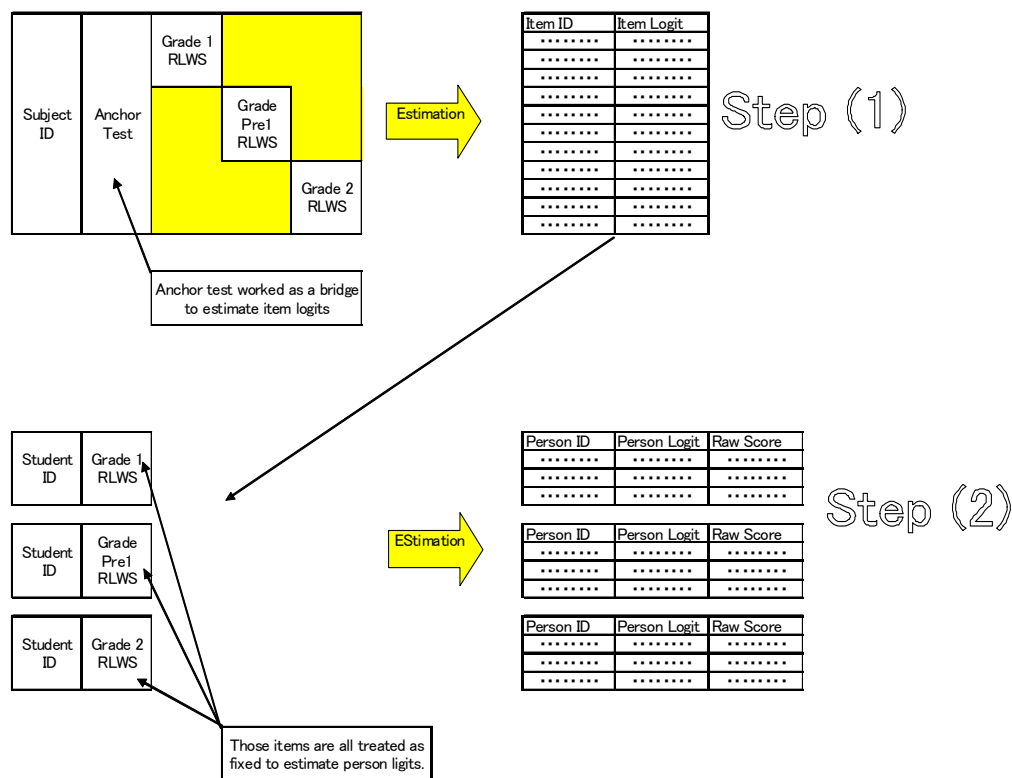 Subject
ID
Anchor
Test
Grade 1
RLWS
Grade
Pre1
RLWS
Grade 2
RLWS
Anchor test worked as a bridge
to estimate item logits
Estimation
Item ID Item Logit
........ ........
........ ........
........ ........
........ ........
........ ........
........ ........
........ ........
........ ........
........ ........
........ ........
........ ........
Step (1)
Student
ID
Grade 1
RLWS
Student
ID
Grade
Pre1
RLWS
Student
ID
Grade 2
RLWS
Those items are all treated as
fixed to estimate person ligits.
EStimation
Person ID Person Logit Raw Score
........ ........ ........
........ ........ ........
........ ........ ........
Person ID Person Logit Raw Score
........ ........ ........
........ ........ ........
........ ........ ........
Person ID Person Logit Raw Score
........ ........ ........
........ ........ ........
........ ........ ........
Step (2)